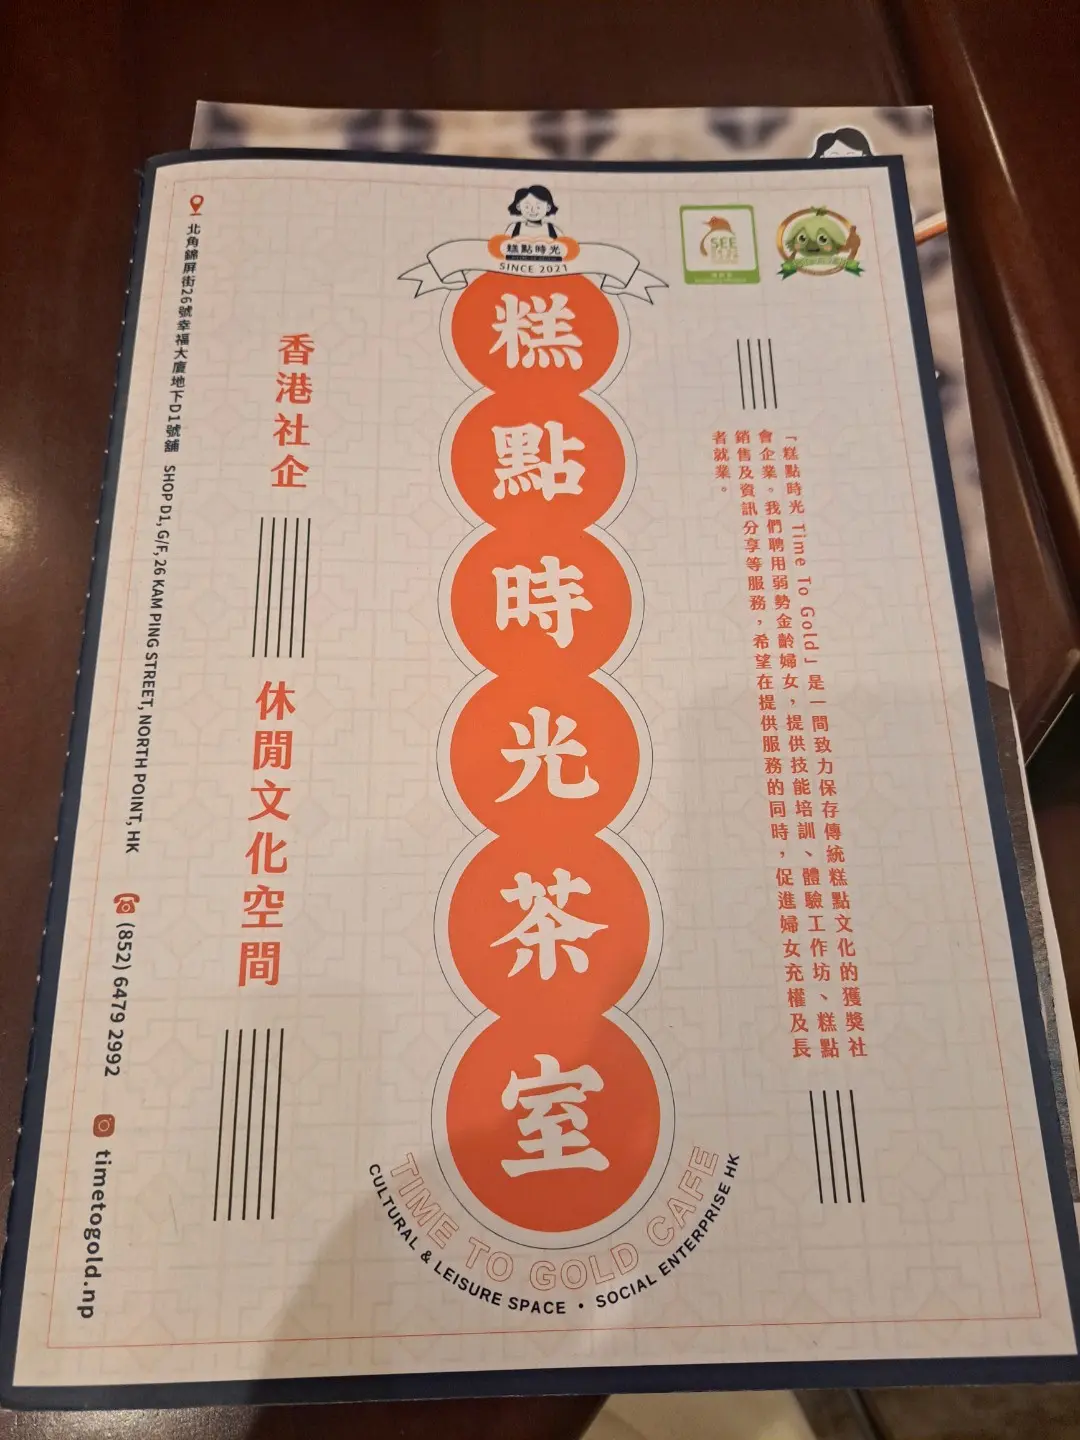 糕點時光
SINCE 2021
糕點時光茶室
TIME TO GOLD CAFE
CULTURAL & LEISURE SPACE • SOCIAL ENTERPRISE HK
SEE
「糕點時光 Time To Gold」是一間致力保存傳統糕點文化的獲獎社
會企業。我們聘用弱勢金齡婦女，提供技能培訓、體驗工作坊、糕點
銷售及資訊分享等服務，希望在提供服務的同時，促進婦女充權及長
者就業。
香港社企
休閒文化空間
北角錦屏街26號幸福大廈地下D1號舖 SHOP D1, G/F, 26 KAM PING STREET, NORTH POINT, HK
(852) 6479 2992
timetogold.np